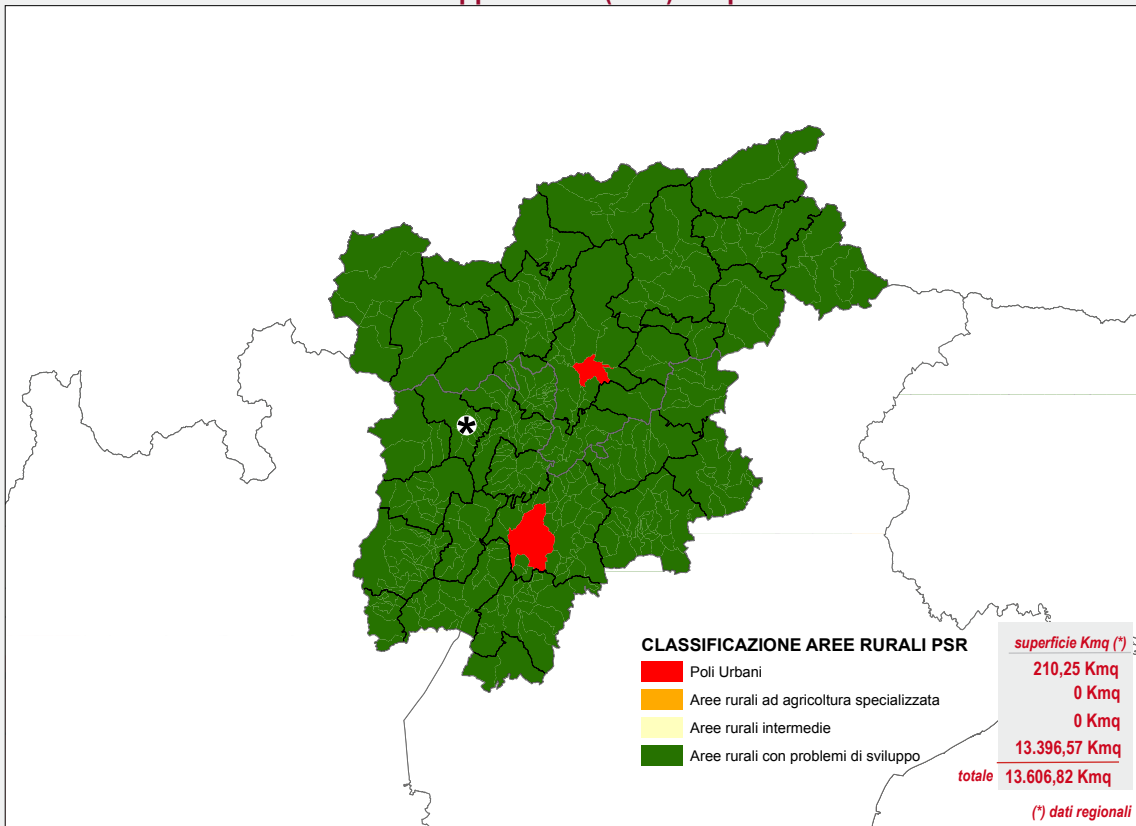 *
CLASSIFICAZIONE AREE RURALI PSR
superficie Kmq (*)
Poli Urbani
210,25 Kmq
Aree rurali ad agricoltura specializzata
0 Kmq
Aree rurali intermedie
0 Kmq
Aree rurali con problemi di sviluppo
13.396,57 Kmq
totale 13.606,82 Kmq
(*) dati regionali